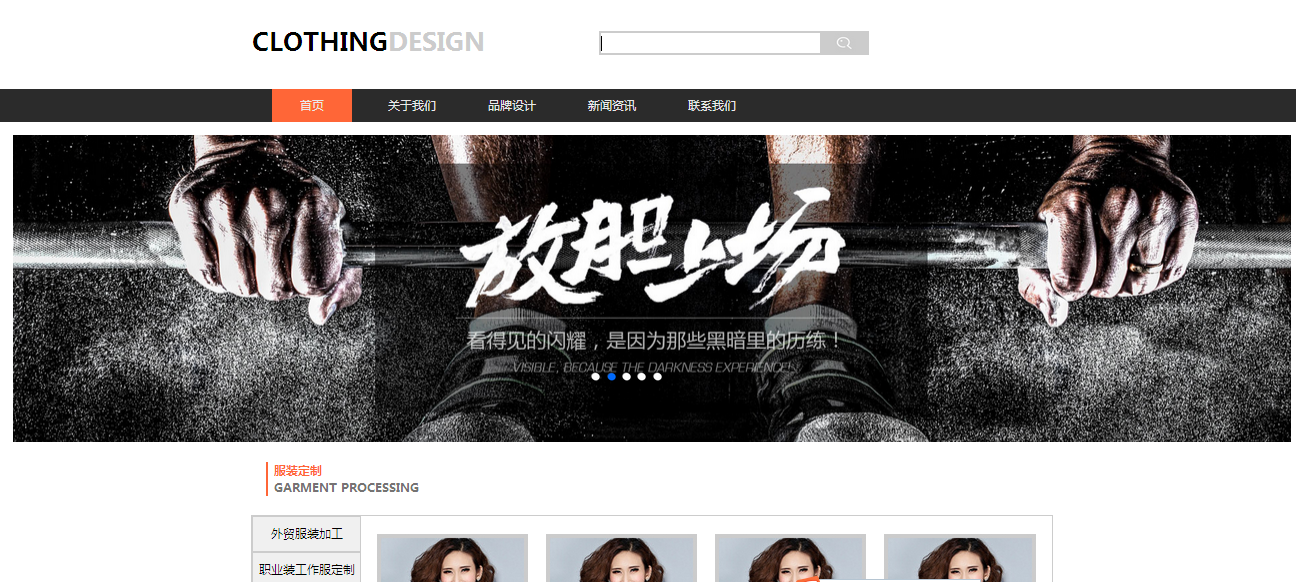 CLOTHINGDESIGN
首页 关于我们 品牌设计 新闻资讯 联系我们
放胆上场
看得见的闪耀，是因为那些黑暗里的历练！
VISIBLE, BECAUSE THE DARKNESS EXPERIENCE!
服装定制
GARMENT PROCESSING
外贸服装加工
职业装工作服定制